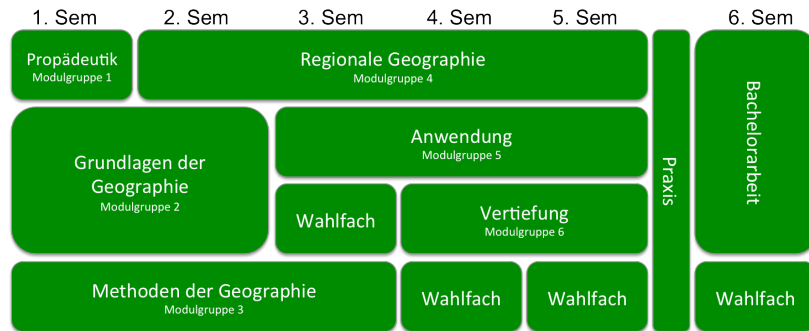 1. Sem 2. Sem 3. Sem 4. Sem 5. Sem 6. Sem
Propädeutik
Modulgruppe 1
Regionale Geographie
Modulgruppe 4
Grundlagen der
Geographie
Modulgruppe 2
Anwendung
Modulgruppe 5
Wahlfach
Vertiefung
Modulgruppe 6
Methoden der Geographie
Modulgruppe 3
Wahlfach
Wahlfach
Praxis
Bachelorarbeit
Wahlfach